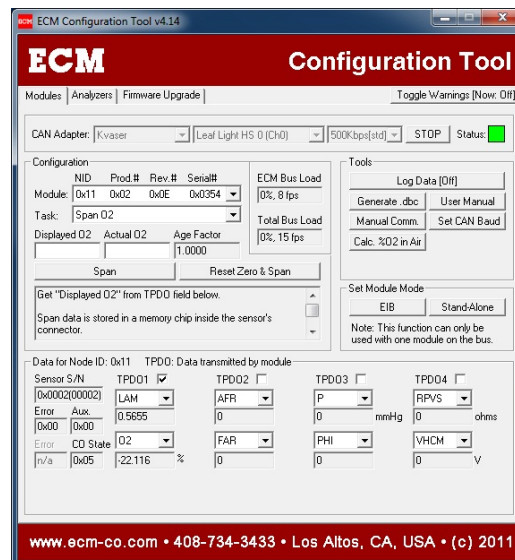 ECM Configuration Tool v4.14
ECM Configuration Tool
Modules Analyzers Firmware Upgrade Toggle Warnings [Now: Off]
CAN Adapter: Kvaser Leaf Light HS 0 (Ch0) 500Kbps[std] STOP Status:
Configuration
NID Prod.# Rev.# Serial#
Module: 0x11 0x02 0x0E 0x0354
Task: Span O2
Displayed O2 Actual O2 Age Factor
1.0000
Span Reset Zero & Span
Get "Displayed O2" from TPDO field below.
Span data is stored in a memory chip inside the sensor's
connector.
ECM Bus Load
0%, 8 fps
Total Bus Load
0%, 15 fps
Tools
Log Data [Off]
Generate .dbc User Manual
Manual Comm. Set CAN Baud
Calc. %O2 in Air
Set Module Mode
EIB Stand-Alone
Note: This function can only be
used with one module on the bus.
Data for Node ID: 0x11 TPDO: Data transmitted by module
Sensor S/N TPDO1 TPDO2 TPDO3 TPDO4
0x0002(00002) LAM AFR P RPVS
Error Aux. 0.5655 0 0 mmHg 0 ohms
0x00 0x00
Error CO State O2 FAR PHI VHCM
n/a 0x05 -22.116 % 0 0 0 V
www.ecm-co.com • 408-734-3433 • Los Altos, CA, USA • (c) 2011